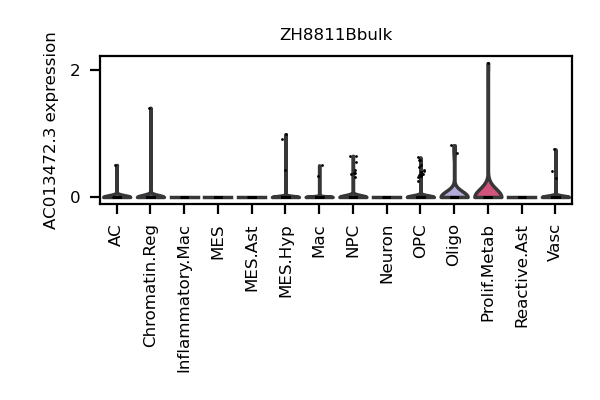 ZH8811Bbulk
AC013472.3 expression
2
0
AC
Chromatin.Reg
Inflammatory.Mac
MES
MES.Ast
MES.Hyp
Mac
NPC
Neuron
OPC
Oligo
Prolif.Metab
Reactive.Ast
Vasc